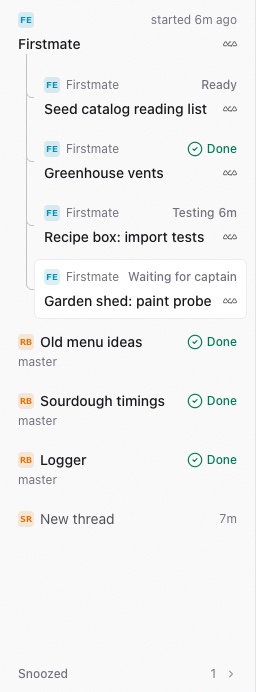 FE started 6m ago
Firstmate
FE Firstmate Ready
Seed catalog reading list
FE Firstmate Done
Greenhouse vents
FE Firstmate Testing 6m
Recipe box: import tests
FE Firstmate Waiting for captain
Garden shed: paint probe
RB Old menu ideas Done
master
RB Sourdough timings Done
master
RB Logger Done
master
SR New thread 7m
Snoozed 1